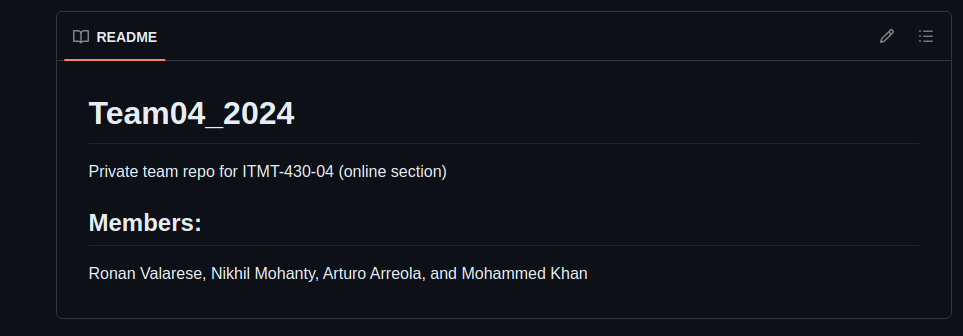 README
Team04_2024
Private team repo for ITMT-430-04 (online section)
Members:
Ronan Valarese, Nikhil Mohanty, Arturo Arreola, and Mohammed Khan